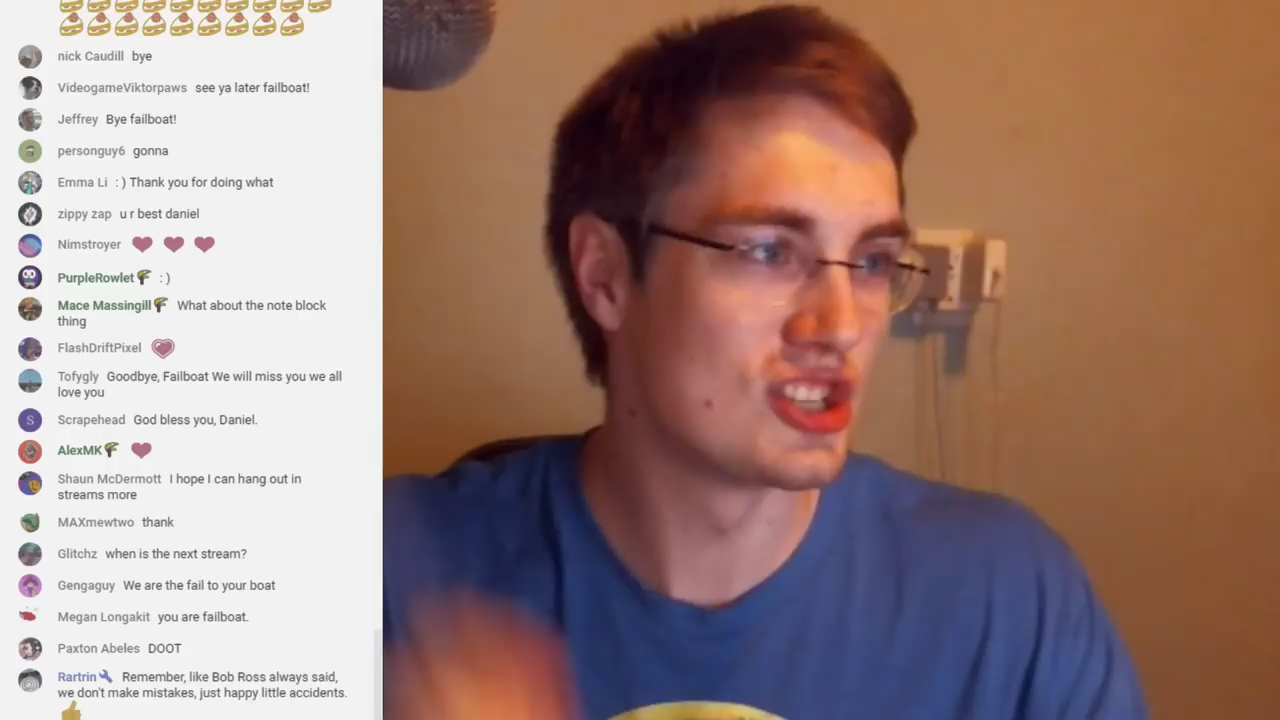 nick Caudill bye
VideogameViktorpaws see ya later failboat!
Jeffrey Bye failboat!
personguy6 gonna
Emma Li : ) Thank you for doing what
zippy zap u r best daniel
Nimstroyer
PurpleRowlet : )
Mace Massingill What about the note block
thing
FlashDriftPixel
Tofygly Goodbye, Failboat We will miss you we all
love you
S
Scrapehead God bless you, Daniel.
AlexMK
Shaun McDermott I hope I can hang out in
streams more
MAXmewtwo thank
Glitchz when is the next stream?
Gengaguy We are the fail to your boat
Megan Longakit you are failboat.
Paxton Abeles DOOT
Rartrin Remember, like Bob Ross always said,
we don't make mistakes, just happy little accidents.